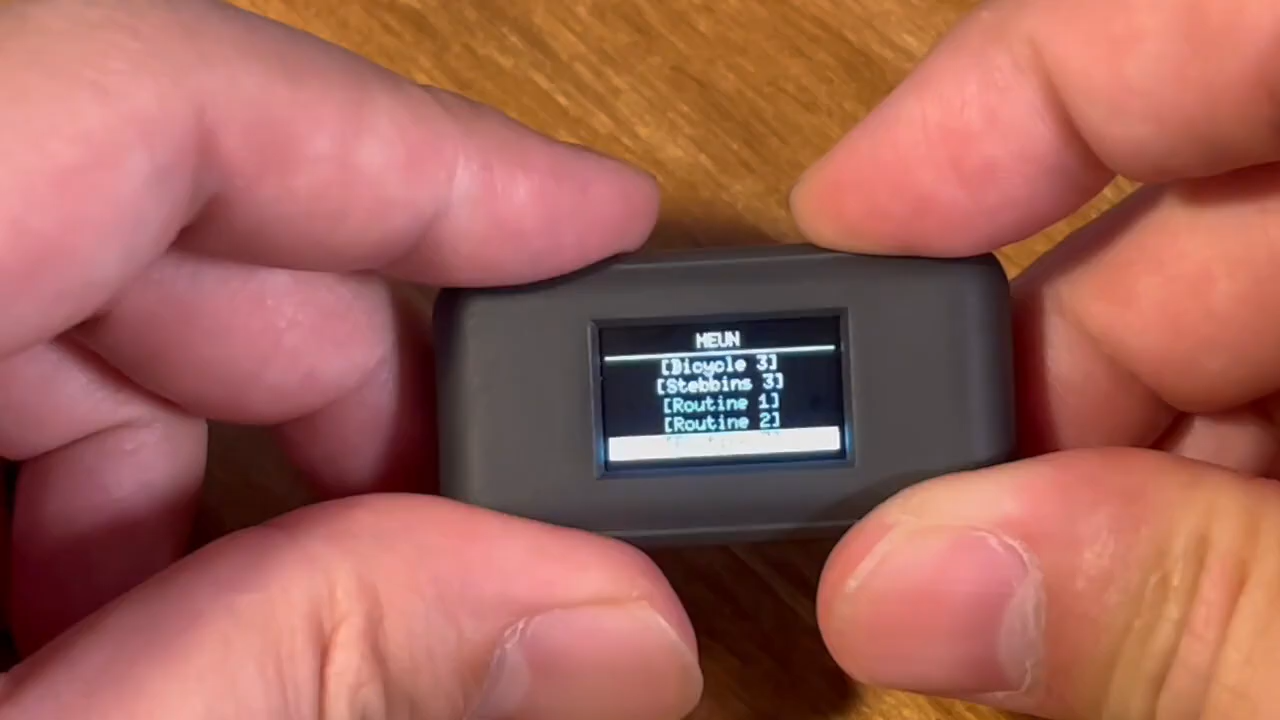 MEUN
[Bicycle 3]
[Stebbins 3]
[Routine 1]
[Routine 2]